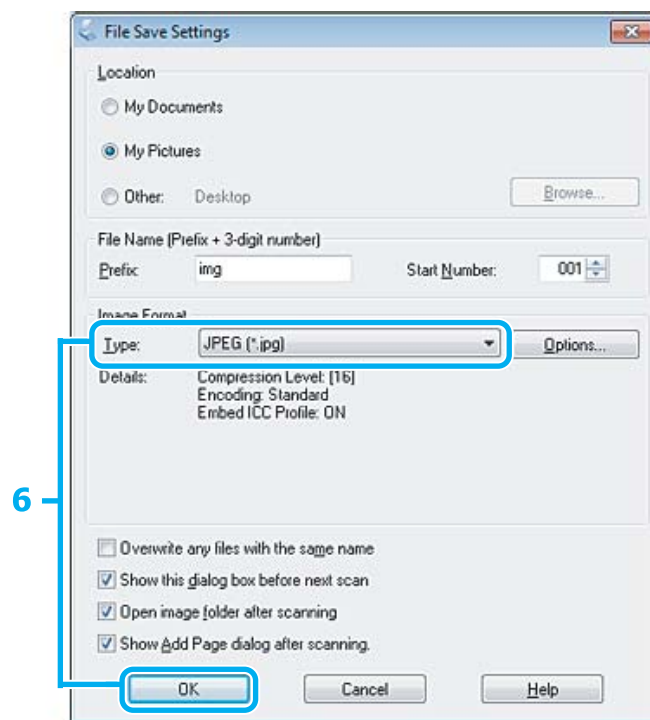 File Save Settings
Location
My Documents
My Pictures
Other: Desktop Browse...
File Name (Prefix + 3-digit number)
Prefix: img Start Number: 001
Image Format
Type: JPEG (*.jpg) Options...
Details: Compression Level: [16]
Encoding: Standard
Embed ICC Profile: ON
6
Overwrite any files with the same name
Show this dialog box before next scan
Open image folder after scanning
Show Add Page dialog after scanning.
OK Cancel Help